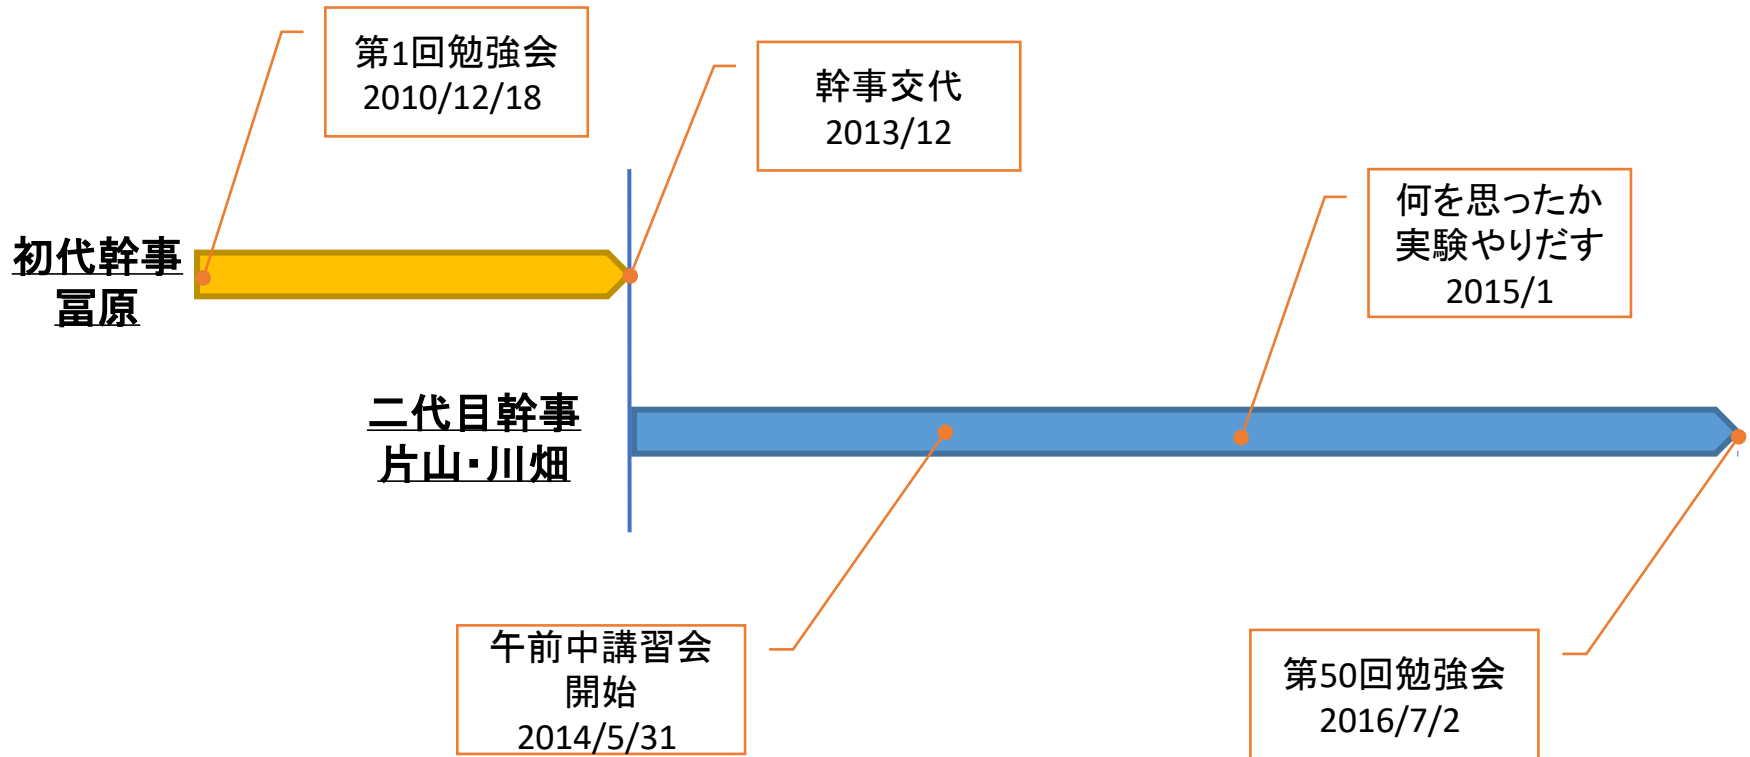 第1回勉強会
2010/12/18
幹事交代
2013/12
何を思ったか
実験やりだす
2015/1
初代幹事
冨原
二代目幹事
片山・川畑
午前中講習会
開始
2014/5/31
第50回勉強会
2016/7/2